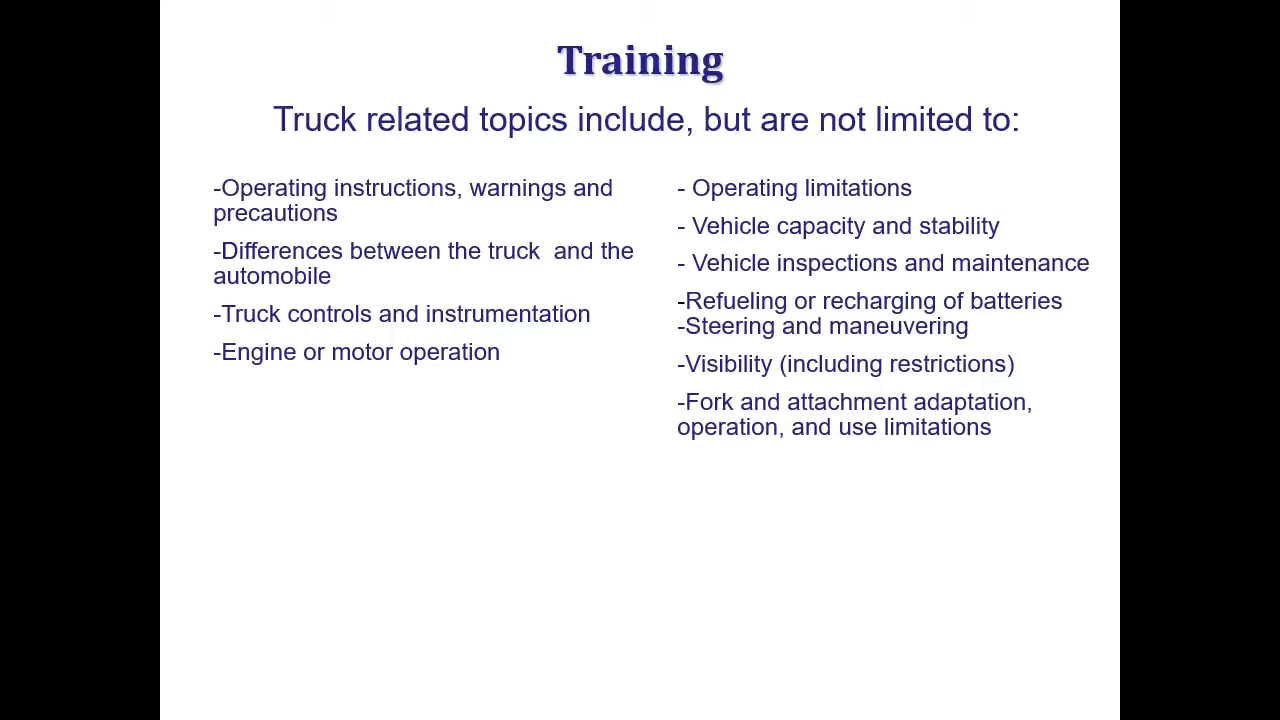 Training
Truck related topics include, but are not limited to:
-Operating instructions, warnings and
precautions
-Differences between the truck  and the
automobile
-Truck controls and instrumentation
-Engine or motor operation
- Operating limitations
- Vehicle capacity and stability
- Vehicle inspections and maintenance
-Refueling or recharging of batteries
-Steering and maneuvering
-Visibility (including restrictions)
-Fork and attachment adaptation,
operation, and use limitations